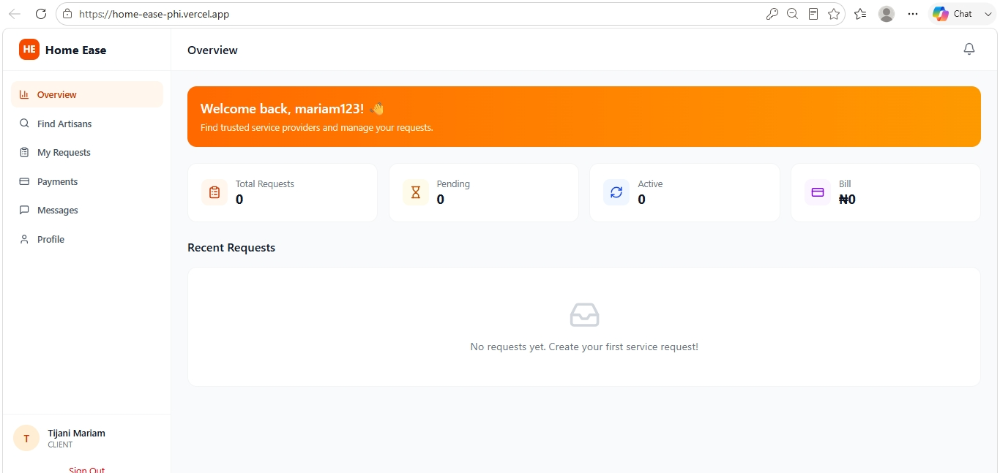 https://home-ease-phi.vercel.app
Chat
HE
Home Ease
Overview
Overview
Find Artisans
My Requests
Payments
Messages
Profile
Welcome back, mariam123! 👋
Find trusted service providers and manage your requests.
Total Requests
0
Pending
0
Active
0
Bill
₦0
Recent Requests
No requests yet. Create your first service request!
T
Tijani Mariam
CLIENT
Sign Out